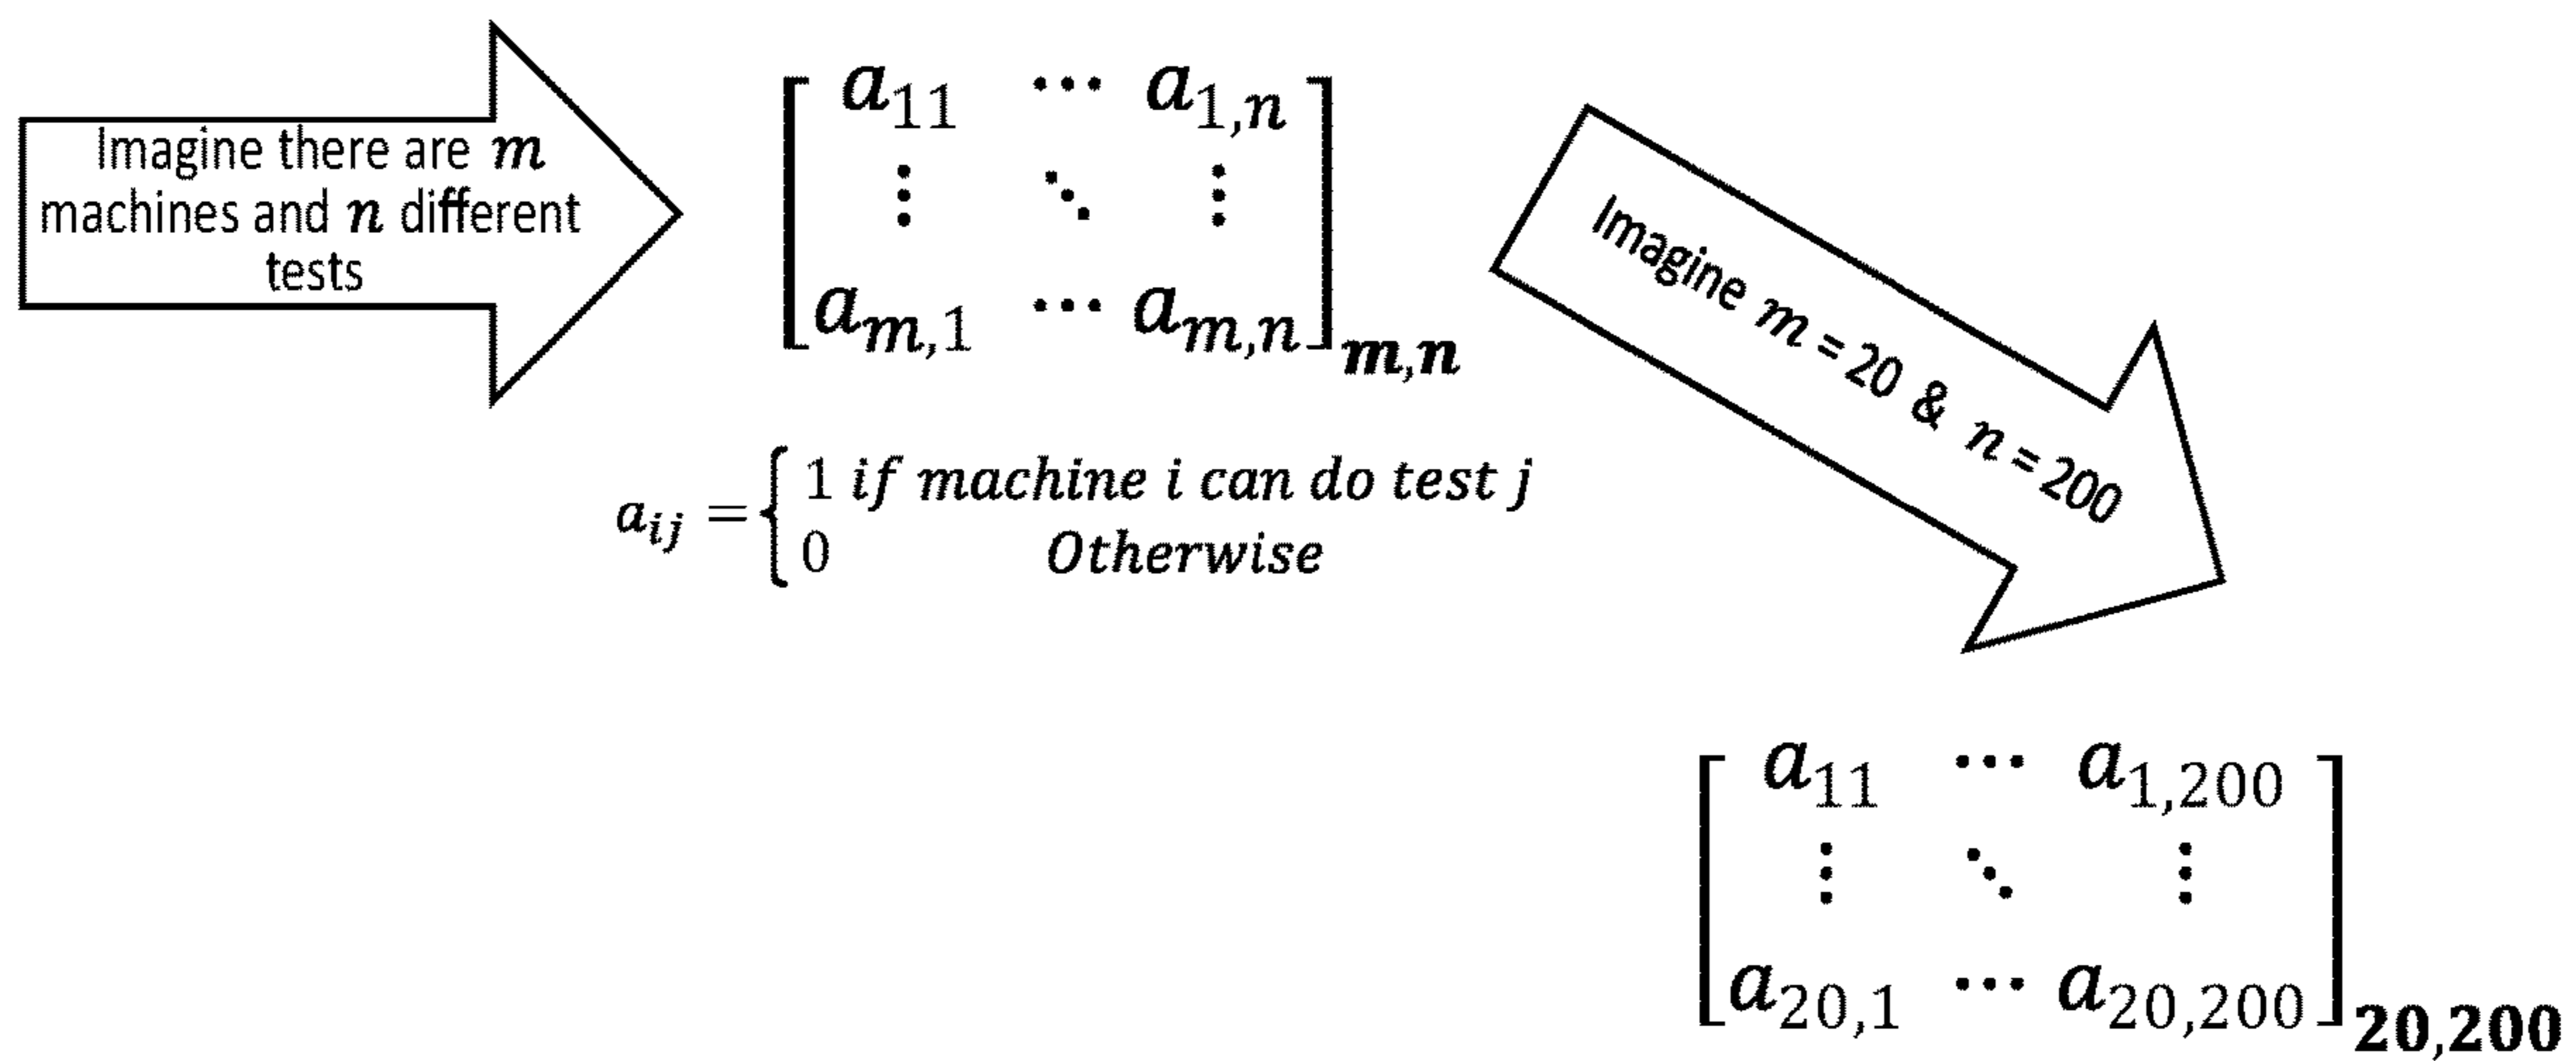 Imagine there are m
machines and n different
tests
[ a11 ⋯ a1,n
⋮ ⋱ ⋮
am,1 ⋯ am,n ] m,n
aij = { 1 if machine i can do test j
0 Otherwise
Imagine m = 20 & n = 200
[ a11 ⋯ a1,200
⋮ ⋱ ⋮
a20,1 ⋯ a20,200 ] 20,200